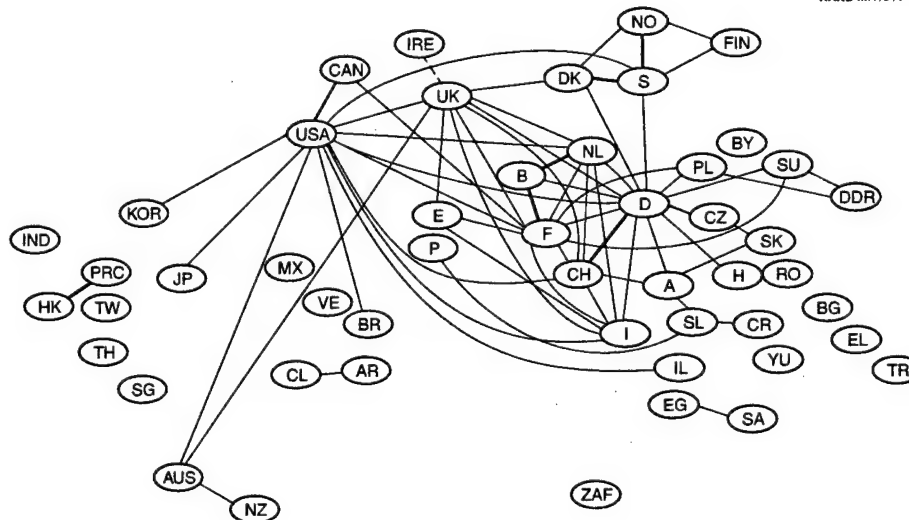 NO
IRE
FIN
CAN
DK
S
UK
USA
BY
NL
PL
SU
B
DDR
D
KOR
E
CZ
F
IND
SK
P
PRC
JP
MX
CH
A
H
RO
HK
TW
VE
BG
BR
SL
CR
I
EL
TH
YU
CL
AR
IL
TR
SG
EG
SA
AUS
ZAF
NZ